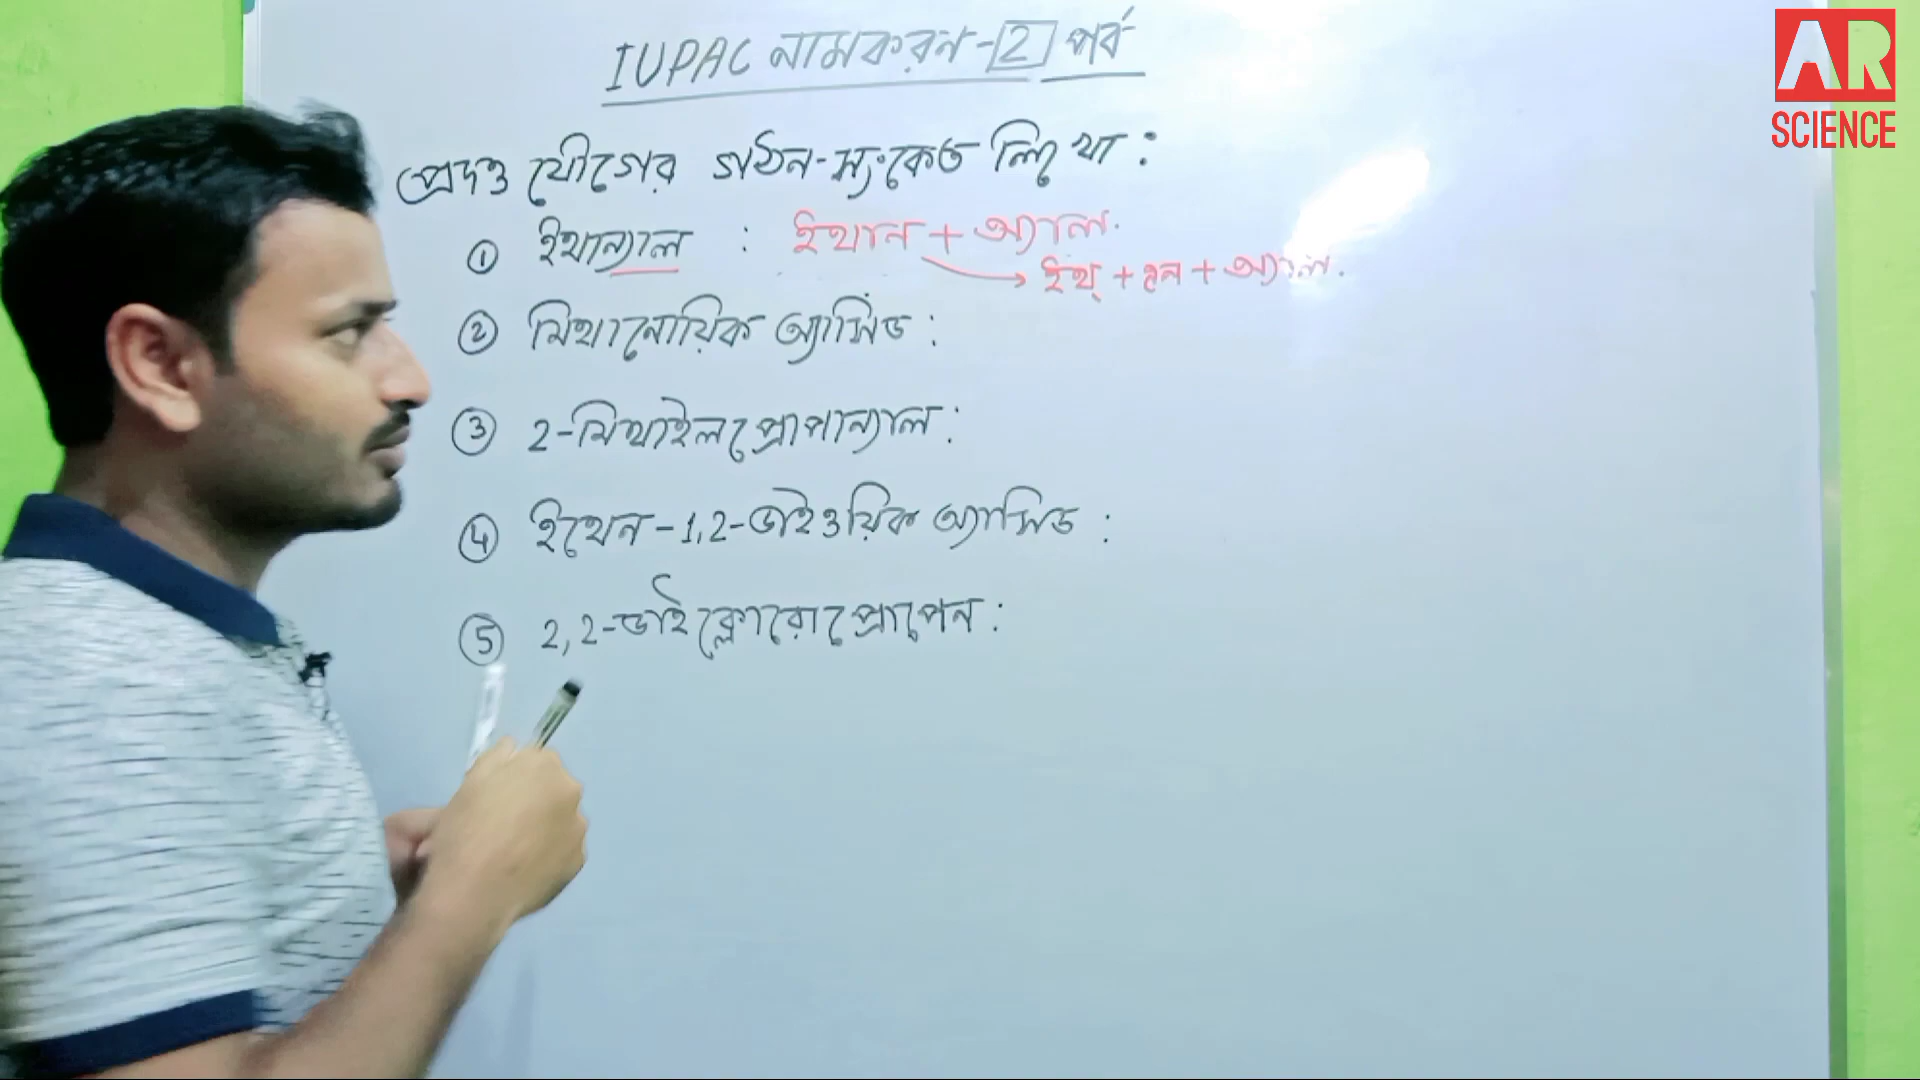 IUPAC নামকরন-2 পর্ব
AR
SCIENCE
প্রদত্ত যৌগের গঠন-সংকেত লিখো :
① ইথান্যাল : ইথান + অ্যাল.
ইথ্ + এন + অ্যাল.
② মিথানোয়িক অ্যাসিড :
③ 2-মিথাইলপ্রোপান্যাল :
④ ইথেন-1,2-ডাইওয়িক অ্যাসিড :
⑤ 2,2-ডাইক্লোরোপ্রোপেন :